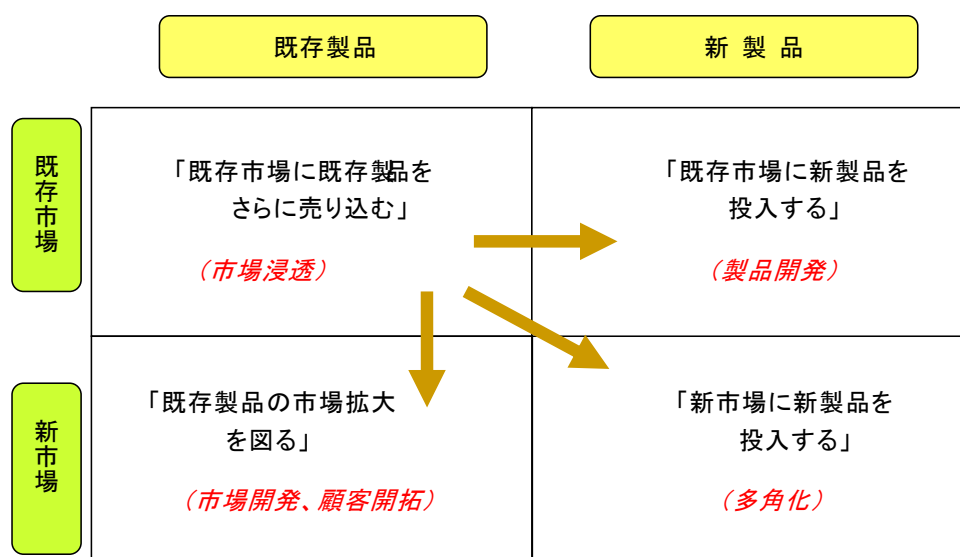 既存製品
新 製 品
既存市場
「既存市場に既存製品を
さらに売り込む」
（市場浸透）
「既存市場に新製品を
投入する」
（製品開発）
新市場
「既存製品の市場拡大
を図る」
（市場開発、顧客開拓）
「新市場に新製品を
投入する」
（多角化）